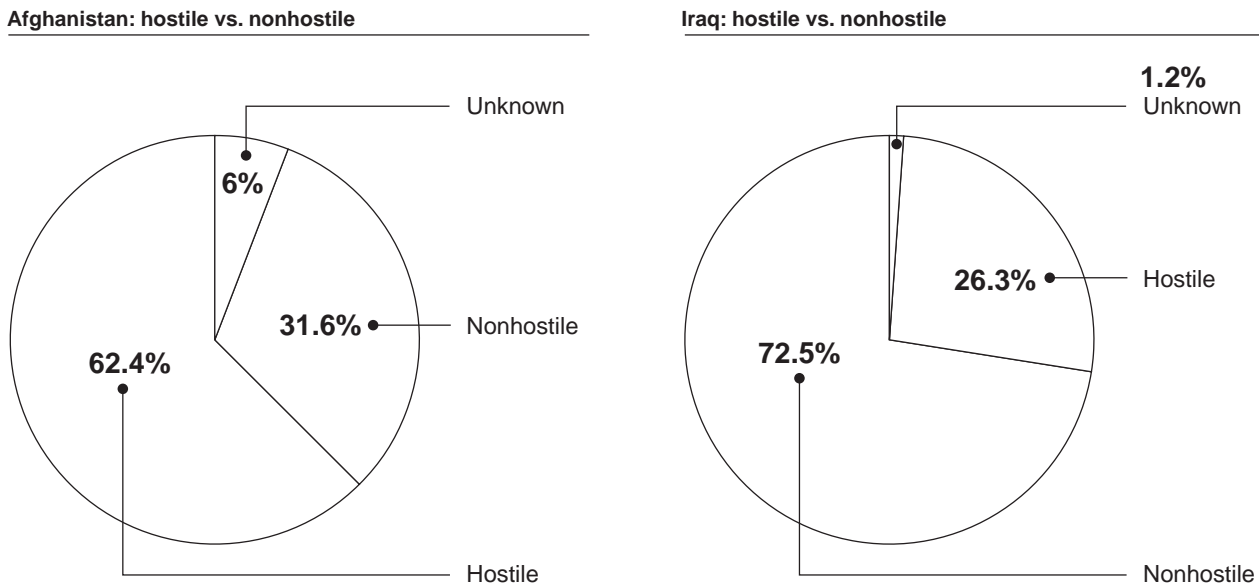 Afghanistan: hostile vs. nonhostile
Unknown
6%
31.6%
Nonhostile
62.4%
Hostile
Iraq: hostile vs. nonhostile
1.2%
Unknown
26.3%
Hostile
72.5%
Nonhostile